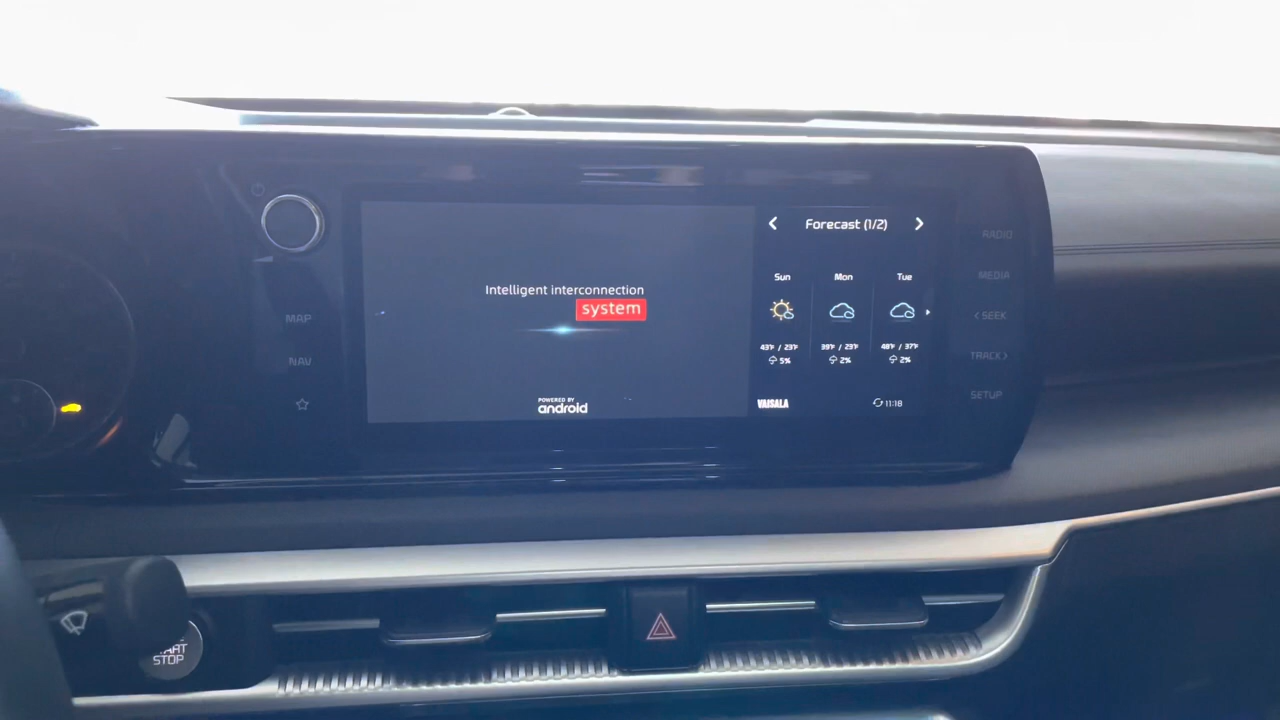 MAP
NAV
Intelligent interconnection
system
POWERED BY
android
Forecast (1/2)
Sun Mon Tue
43°F / 23°F 39°F / 23°F 48°F / 37°F
5% 2% 2%
VAISALA 11:18
RADIO
MEDIA
< SEEK
TRACK >
SETUP
STOP